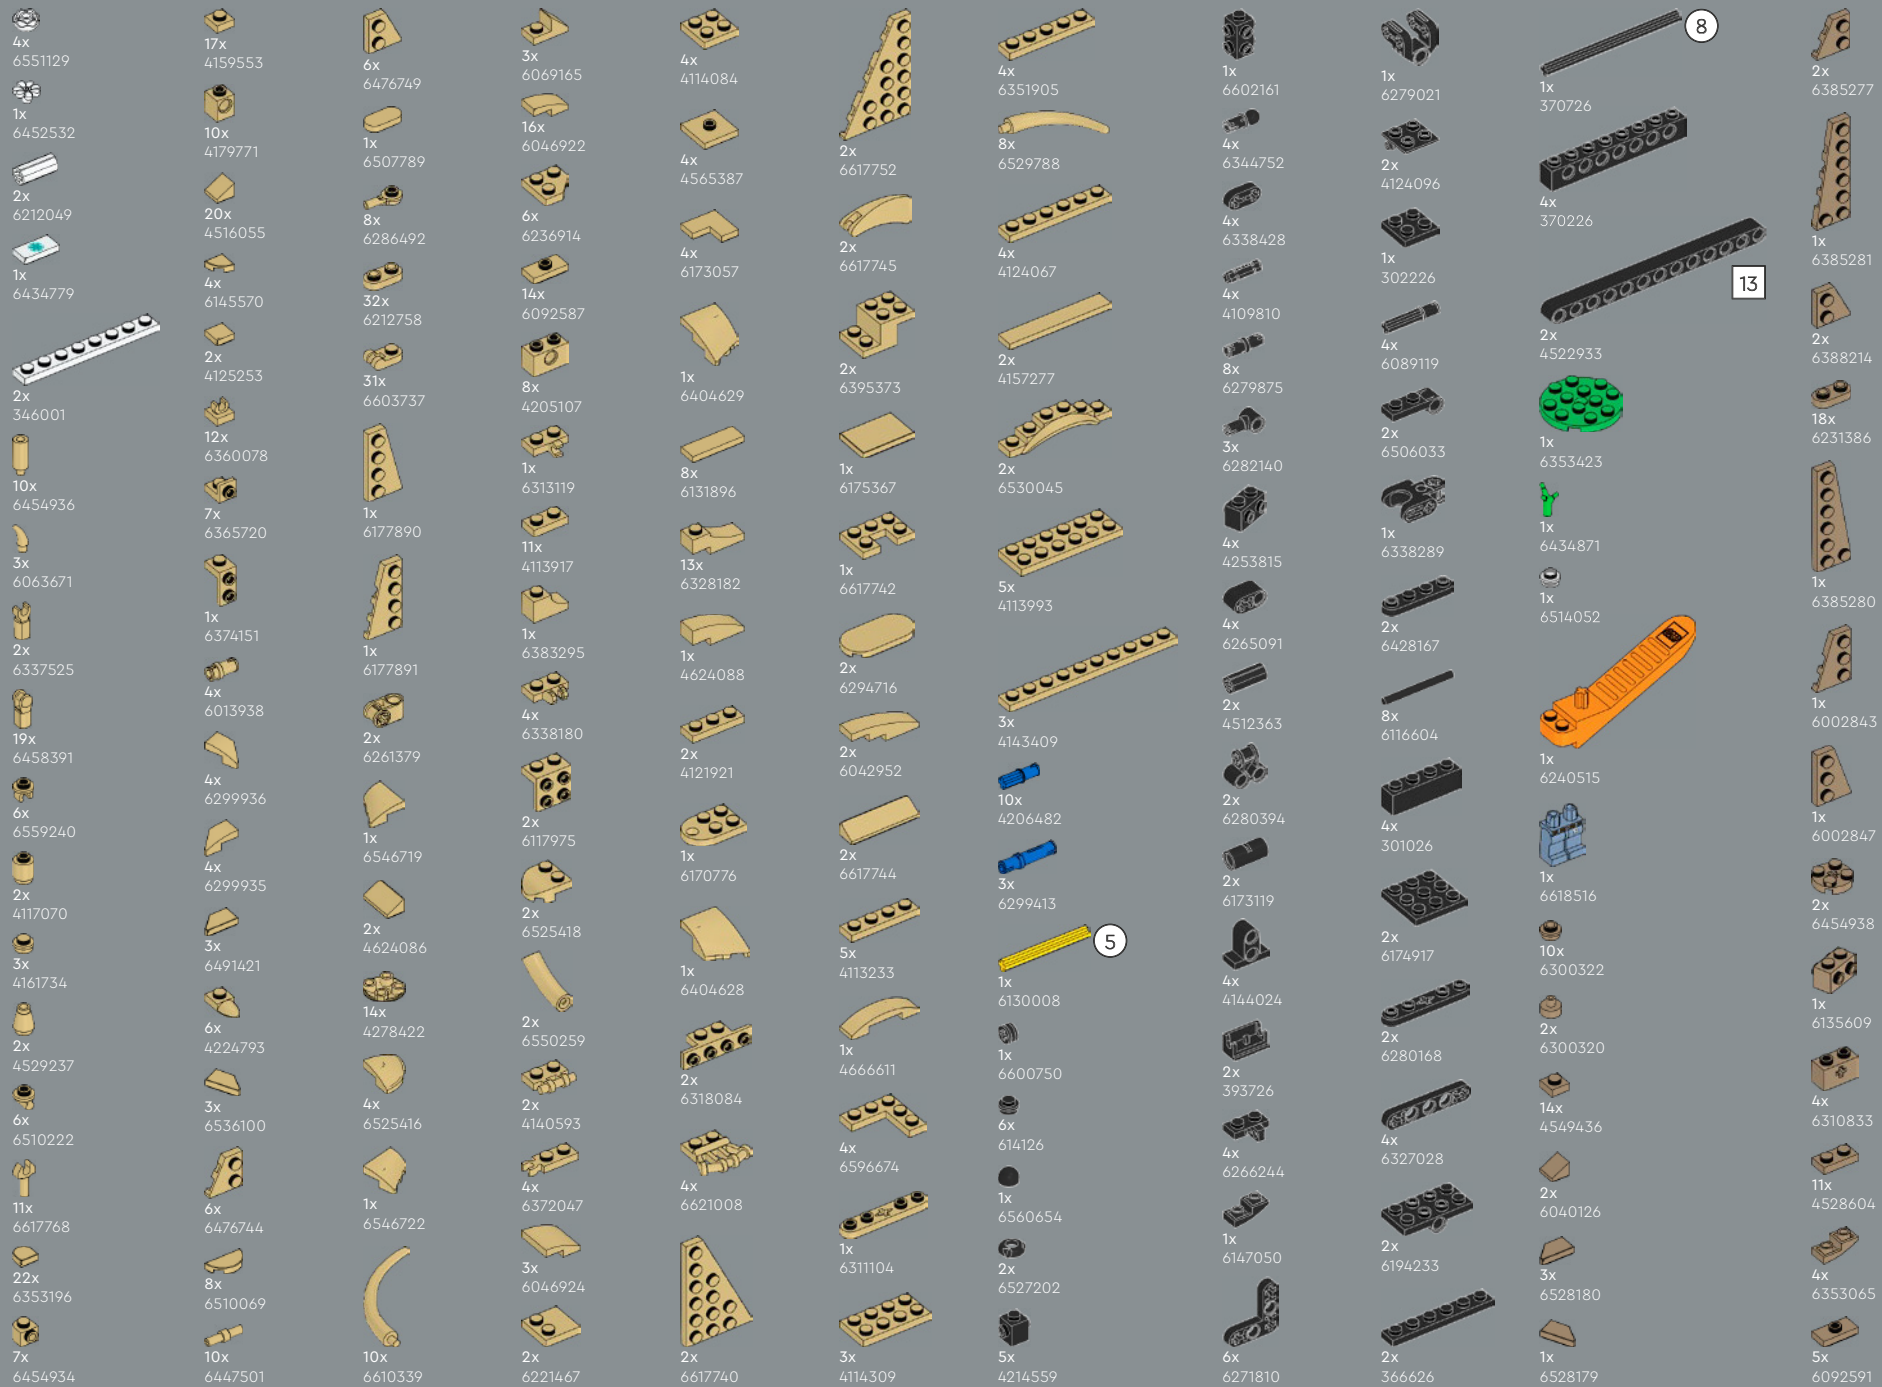 4x
6551129
1x
6452532
2x
6212049
1x
6434779
2x
346001
10x
6454936
3x
6063671
2x
6337525
19x
6458391
6x
6559240
2x
4117070
3x
4161734
2x
4529237
6x
6510222
11x
6617768
22x
6353196
7x
6454934
17x
4159553
10x
4179771
20x
4516055
4x
6145570
2x
4125253
12x
6360078
7x
6365720
1x
6374151
4x
6013938
4x
6299936
4x
6299935
3x
6491421
6x
4224793
3x
6536100
6x
6476744
8x
6510069
10x
6447501
6x
6476749
1x
6507789
8x
6286492
32x
6212758
31x
6603737
1x
6177890
1x
6177891
2x
6261379
1x
6546719
2x
4624086
14x
4278422
4x
6525416
1x
6546722
10x
6610339
3x
6069165
16x
6046922
6x
6236914
14x
6092587
8x
4205107
1x
6313119
11x
4113917
1x
6383295
4x
6338180
2x
6117975
2x
6525418
2x
6550259
2x
4140593
4x
6372047
3x
6046924
2x
6221467
4x
4114084
4x
4565387
4x
6173057
1x
6404629
8x
6131896
13x
6328182
1x
4624088
2x
4121921
1x
6170776
1x
6404628
2x
6318084
4x
6621008
2x
6617740
2x
6617752
2x
6617745
2x
6395373
1x
6175367
1x
6617742
2x
6294716
2x
6042952
2x
6617744
5x
4113233
1x
4666611
4x
6596674
1x
6311104
3x
4114309
4x
6351905
8x
6529788
4x
4124067
2x
4157277
2x
6530045
5x
4113993
3x
4143409
10x
4206482
3x
6299413
5
1x
6130008
1x
6600750
6x
614126
1x
6560654
2x
6527202
5x
4214559
1x
6602161
4x
6344752
4x
6338428
4x
4109810
8x
6279875
3x
6282140
4x
4253815
4x
6265091
2x
4512363
2x
6280394
2x
6173119
4x
4144024
2x
393726
4x
6266244
1x
6147050
6x
6271810
1x
6279021
2x
4124096
1x
302226
4x
6089119
2x
6506033
1x
6338289
2x
6428167
8x
6116604
4x
301026
2x
6174917
2x
6280168
4x
6327028
2x
6194233
2x
366626
8
1x
370726
4x
370226
13
2x
4522933
1x
6353423
1x
6434871
1x
6514052
1x
6240515
1x
6618516
10x
6300322
2x
6300320
14x
4549436
2x
6040126
3x
6528180
1x
6528179
2x
6385277
1x
6385281
2x
6388214
18x
6231386
1x
6385280
1x
6002843
1x
6002847
2x
6454938
1x
6135609
4x
6310833
11x
4528604
4x
6353065
5x
6092591